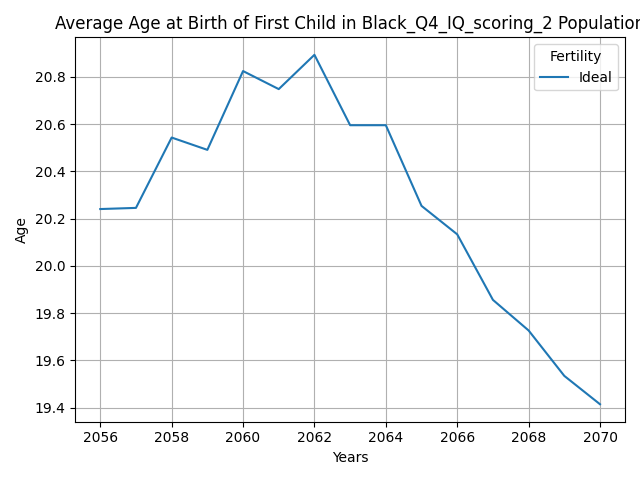 Average Age at Birth of First Child in Black_Q4_IQ_scoring_2 Population
Fertility
Ideal
20.8
20.6
20.4
20.2
20.0
19.8
19.6
19.4
Age
2056 2058 2060 2062 2064 2066 2068 2070
Years